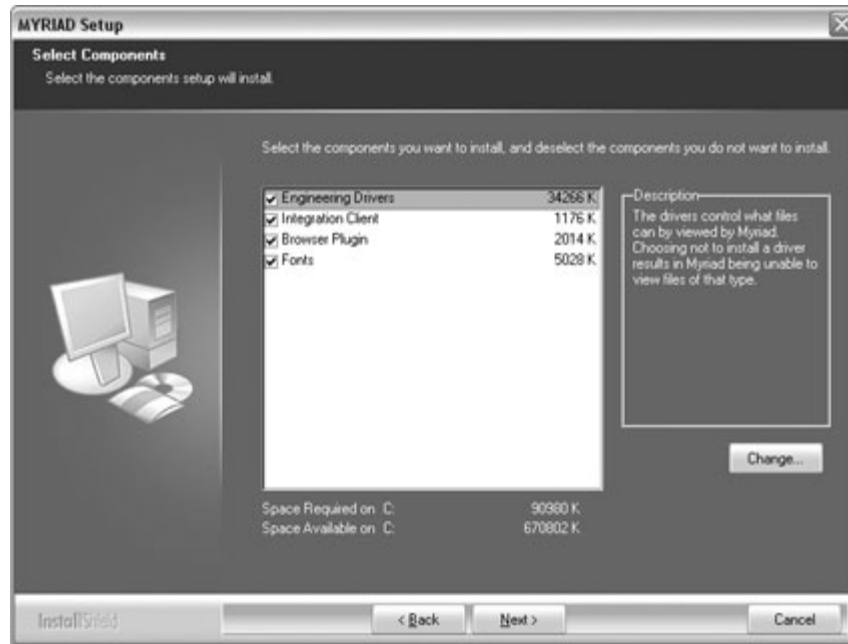 MYRIAD Setup
Select Components
Select the components setup will install.
Select the components you want to install, and deselect the components you do not want to install.
Engineering Drivers 34266 K
Integration Client 1176 K
Browser Plugin 2014 K
Fonts 5028 K
Description
The drivers control what files
can by viewed by Myriad.
Choosing not to install a driver
results in Myriad being unable to
view files of that type.
Change...
Space Required on C: 90980 K
Space Available on C: 670802 K
InstallShield
< Back
Next >
Cancel